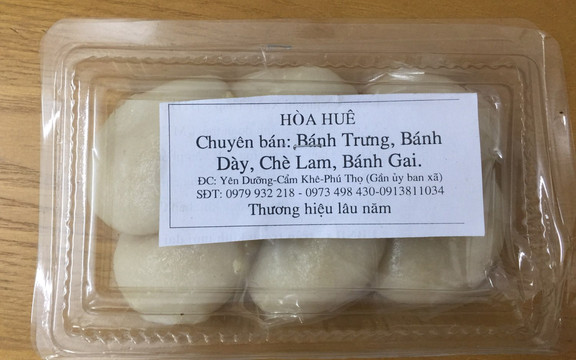 HÒA HUÊ
Chuyên bán: Bánh Trưng, Bánh
Dày, Chè Lam, Bánh Gai.
ĐC: Yên Dưỡng-Cẩm Khê-Phú Thọ (Gần ủy ban xã)
SĐT: 0979 932 218 - 0973 498 430-0913811034
Thương hiệu lâu năm